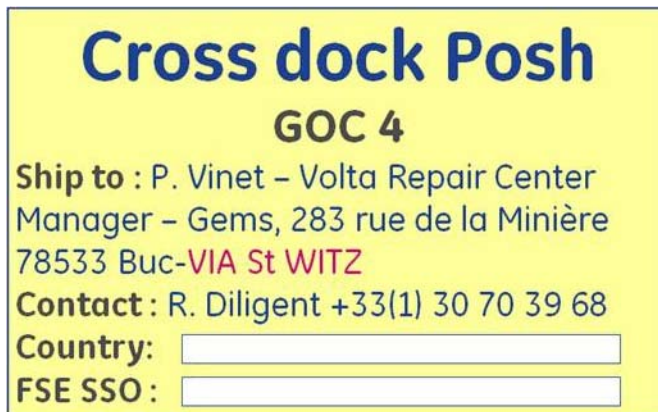 Cross dock Posh
GOC 4
Ship to : P. Vinet – Volta Repair Center
Manager – Gems, 283 rue de la Minière
78533 Buc-VIA St WITZ
Contact : R. Diligent +33(1) 30 70 39 68
Country:
FSE SSO :